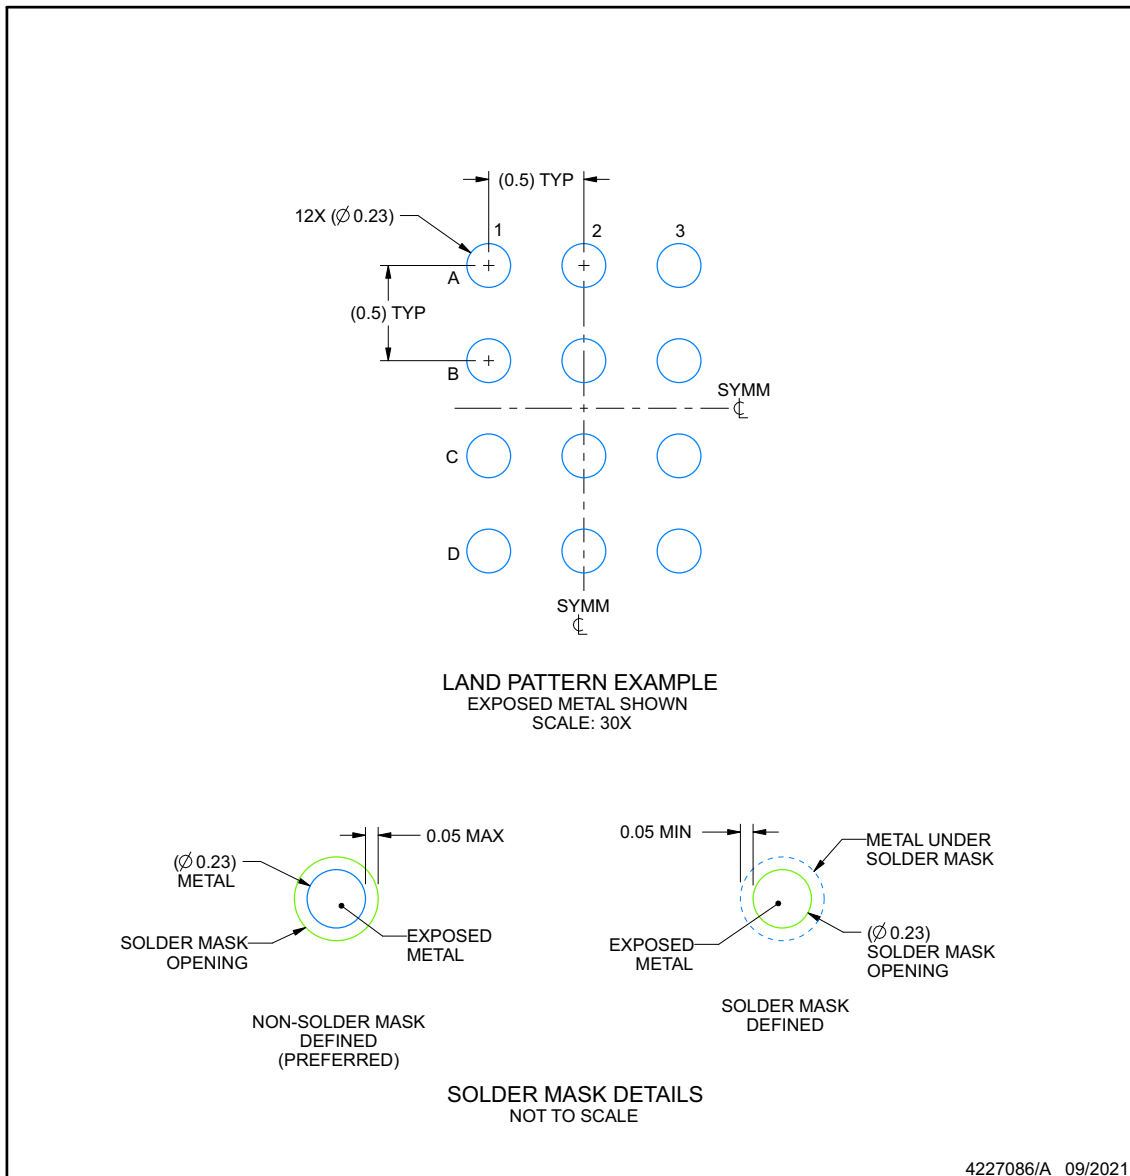 (0.5) TYP
12X (∅ 0.23)
1
2
3
A
(0.5) TYP
B
SYMM
C
D
SYMM
LAND PATTERN EXAMPLE
EXPOSED METAL SHOWN
SCALE: 30X
0.05 MAX
(∅ 0.23)
METAL
SOLDER MASK
OPENING
EXPOSED
METAL
NON-SOLDER MASK
DEFINED
(PREFERRED)
0.05 MIN
METAL UNDER
SOLDER MASK
EXPOSED
METAL
(∅ 0.23)
SOLDER MASK
OPENING
SOLDER MASK
DEFINED
SOLDER MASK DETAILS
NOT TO SCALE
4227086/A 09/2021